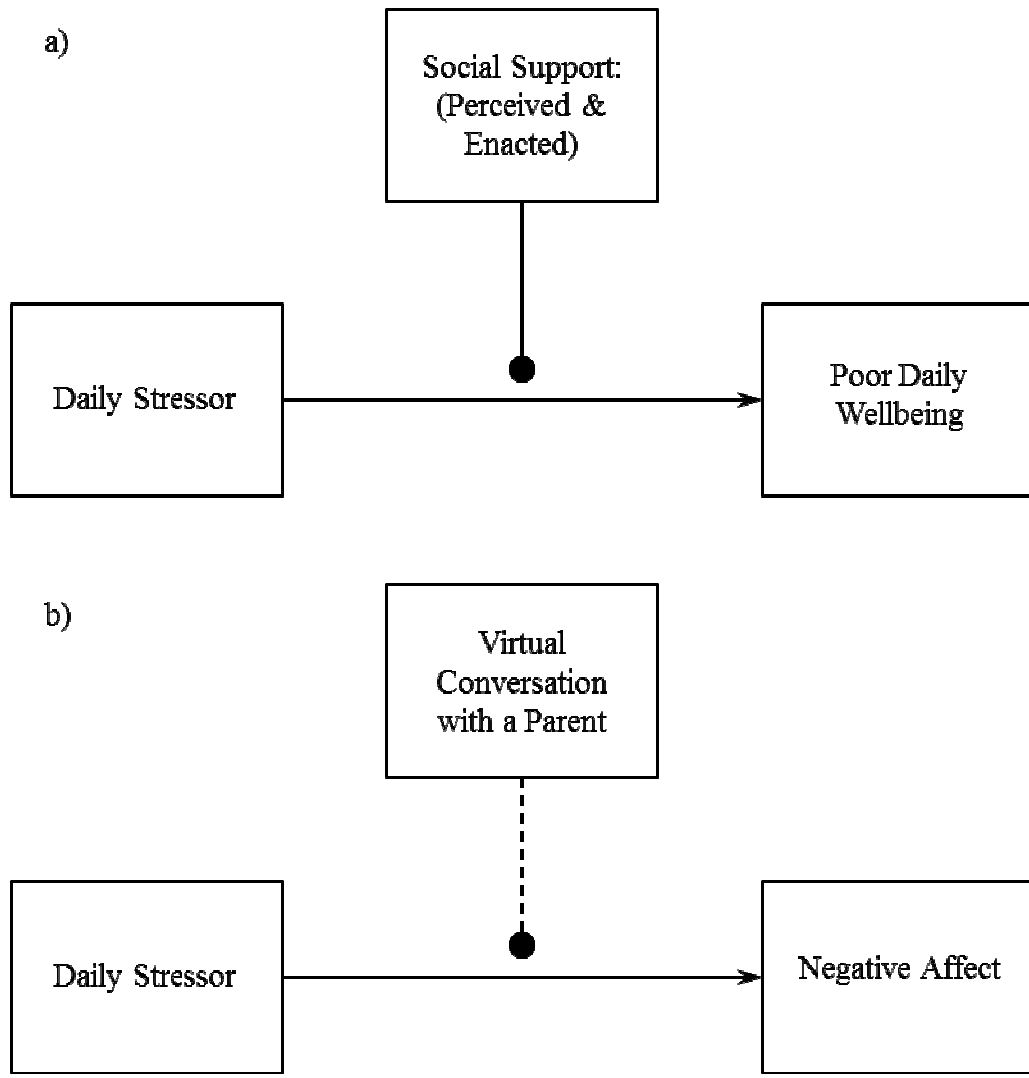 a)
Social Support:
(Perceived &
Enacted)
Daily Stressor
Poor Daily
Wellbeing
b)
Virtual
Conversation
with a Parent
Daily Stressor
Negative Affect